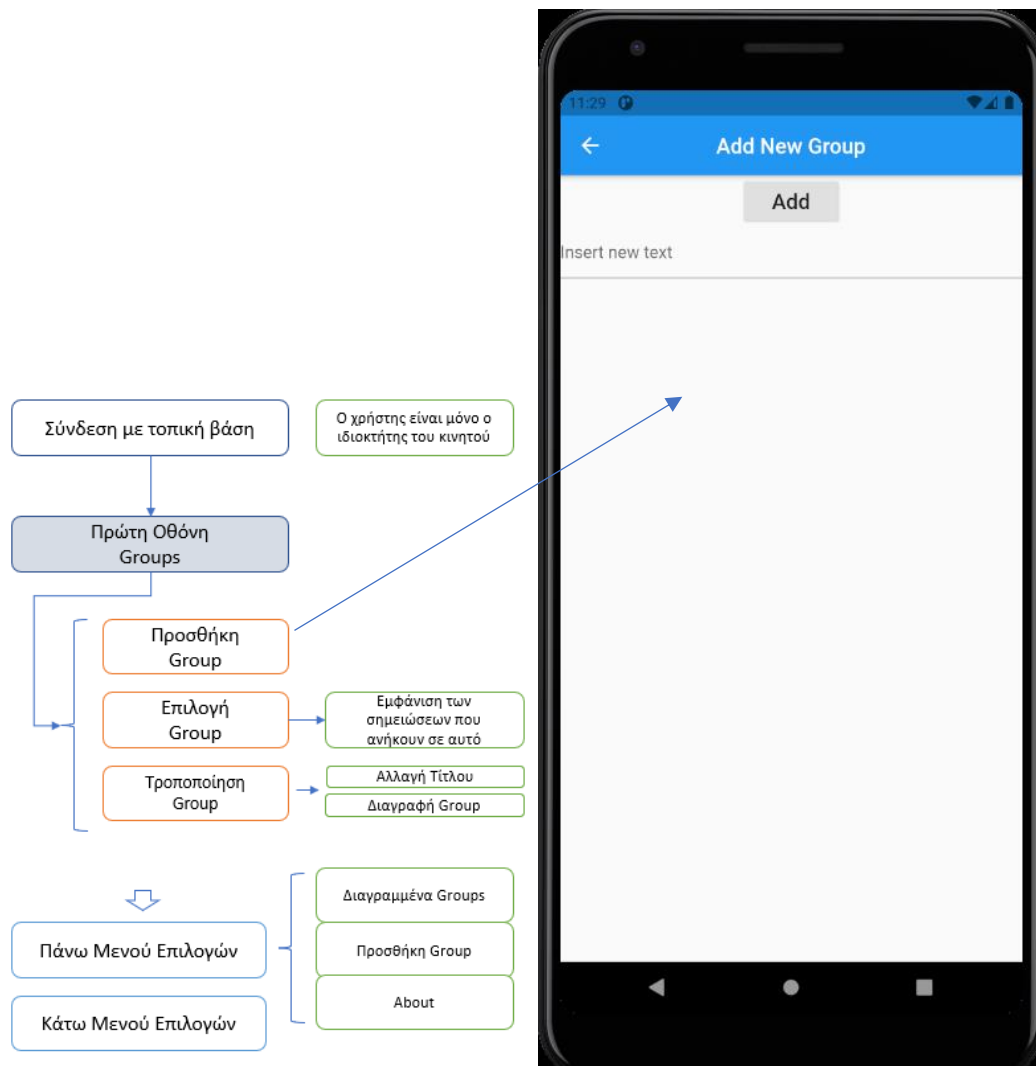 Σύνδεση με τοπική βάση
Ο χρήστης είναι μόνο ο
ιδιοκτήτης του κινητού
Πρώτη Οθόνη
Groups
Προσθήκη
Group
Επιλογή
Group
Εμφάνιση των
σημειώσεων που
ανήκουν σε αυτό
Τροποποίηση
Group
Αλλαγή Τίτλου
Διαγραφή Group
Πάνω Μενού Επιλογών
Διαγραμμένα Groups
Προσθήκη Group
About
Κάτω Μενού Επιλογών
11:29
Add New Group
Add
Insert new text